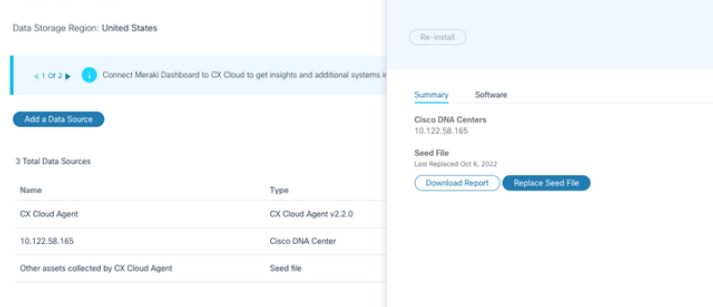 Data Storage Region: United States
1 Of 2
Connect Meraki Dashboard to CX Cloud to get insights and additional systems
Add a Data Source
3 Total Data Sources
Name Type
CX Cloud Agent CX Cloud Agent v2.2.0
10.122.58.165 Cisco DNA Center
Other assets collected by CX Cloud Agent Seed file
Re-install
Summary Software
Cisco DNA Centers
10.122.58.165
Seed File
Last Replaced Oct 6, 2022
Download Report Replace Seed File